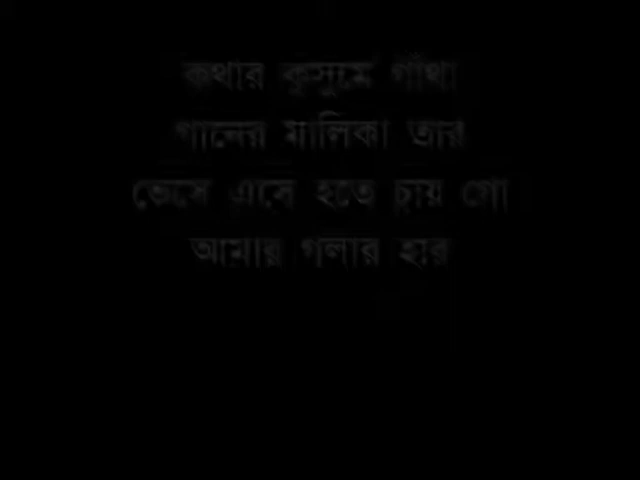 কথার কুসুমে গাঁথা
গানের মালিকা তার
ভেসে এসে হতে চায় গো
আমার গলার হার